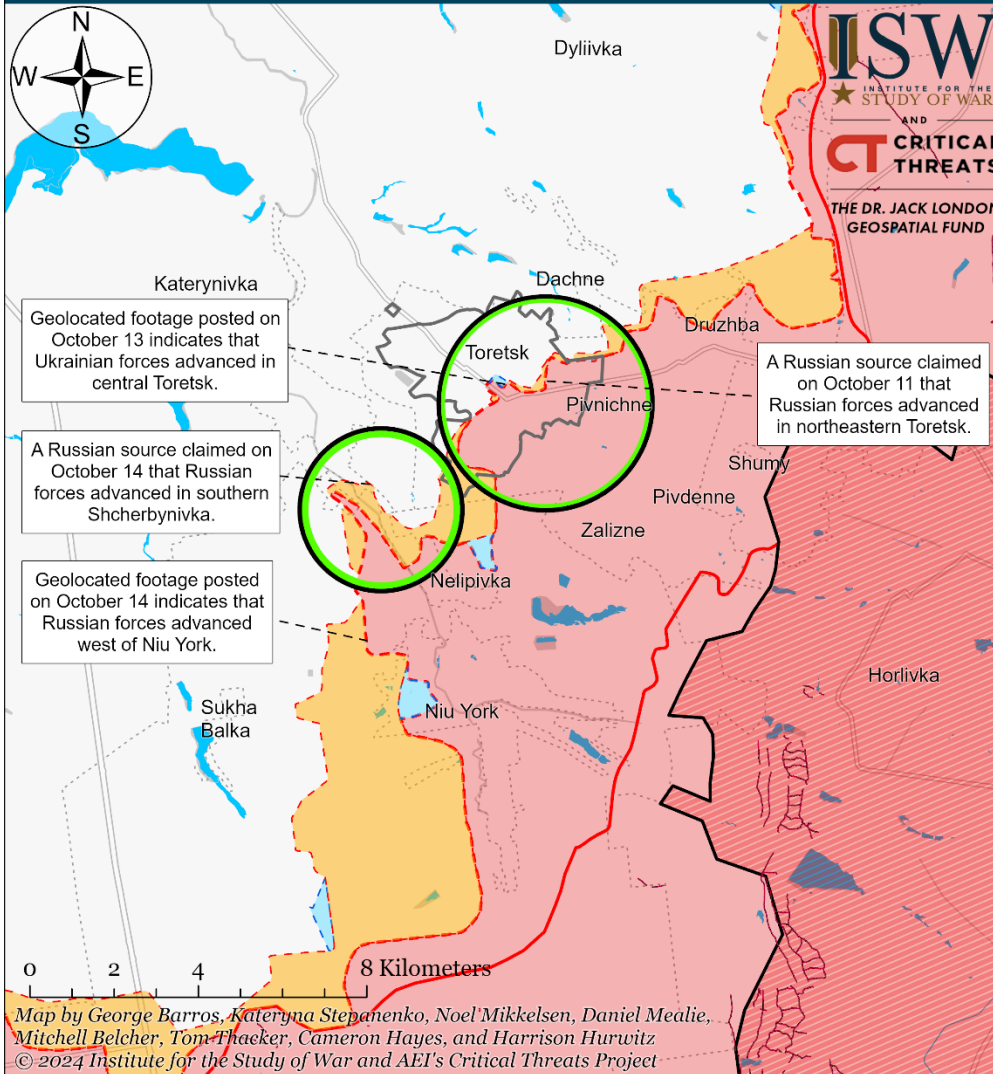 N
W
E
S
Dyliivka
ISW
INSTITUTE FOR THE
STUDY OF WAR
AND
CT CRITICAL
THREATS
THE DR. JACK LONDON
GEOSPATIAL FUND
Katerynivka
Dachne
Geolocated footage posted on
October 13 indicates that
Ukrainian forces advanced in
central Toretsk.
Toretsk
Druzhba
Pivnichne
A Russian source claimed
on October 11 that
Russian forces advanced
in northeastern Toretsk.
A Russian source claimed on
October 14 that Russian
forces advanced in southern
Shcherbynivka.
Shumy
Pivdenne
Zalizne
Nelipivka
Geolocated footage posted
on October 14 indicates that
Russian forces advanced
west of Niu York.
Horlivka
Sukha
Balka
Niu York
0 2 4 8 Kilometers
Map by George Barros, Kateryna Stepanenko, Noel Mikkelsen, Daniel Mealie,
Mitchell Belcher, Tom Thacker, Cameron Hayes, and Harrison Hurwitz
© 2024 Institute for the Study of War and AEI's Critical Threats Project